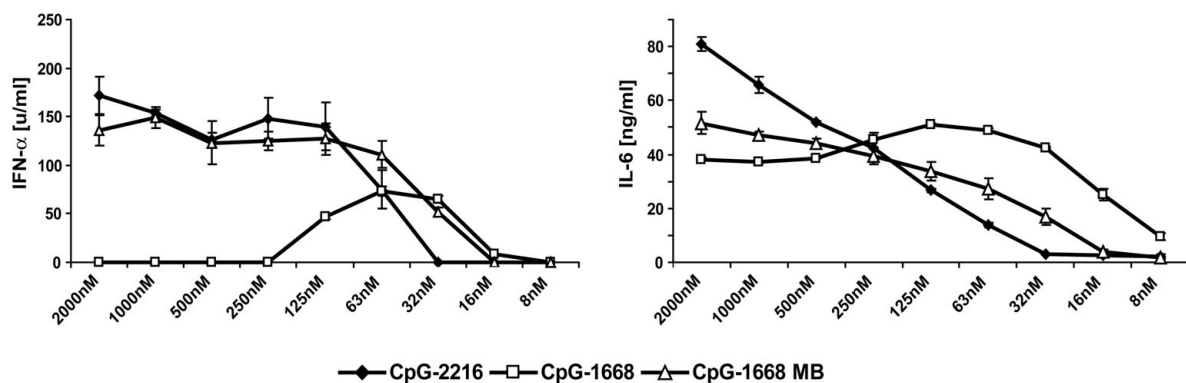 IFN-α [u/ml]
250
200
150
100
50
0
2000nM
1000nM
500nM
250nM
125nM
63nM
32nM
16nM
8nM
IL-6 [ng/ml]
80
60
40
20
0
2000nM
1000nM
500nM
250nM
125nM
63nM
32nM
16nM
8nM
CpG-2216 CpG-1668 CpG-1668 MB